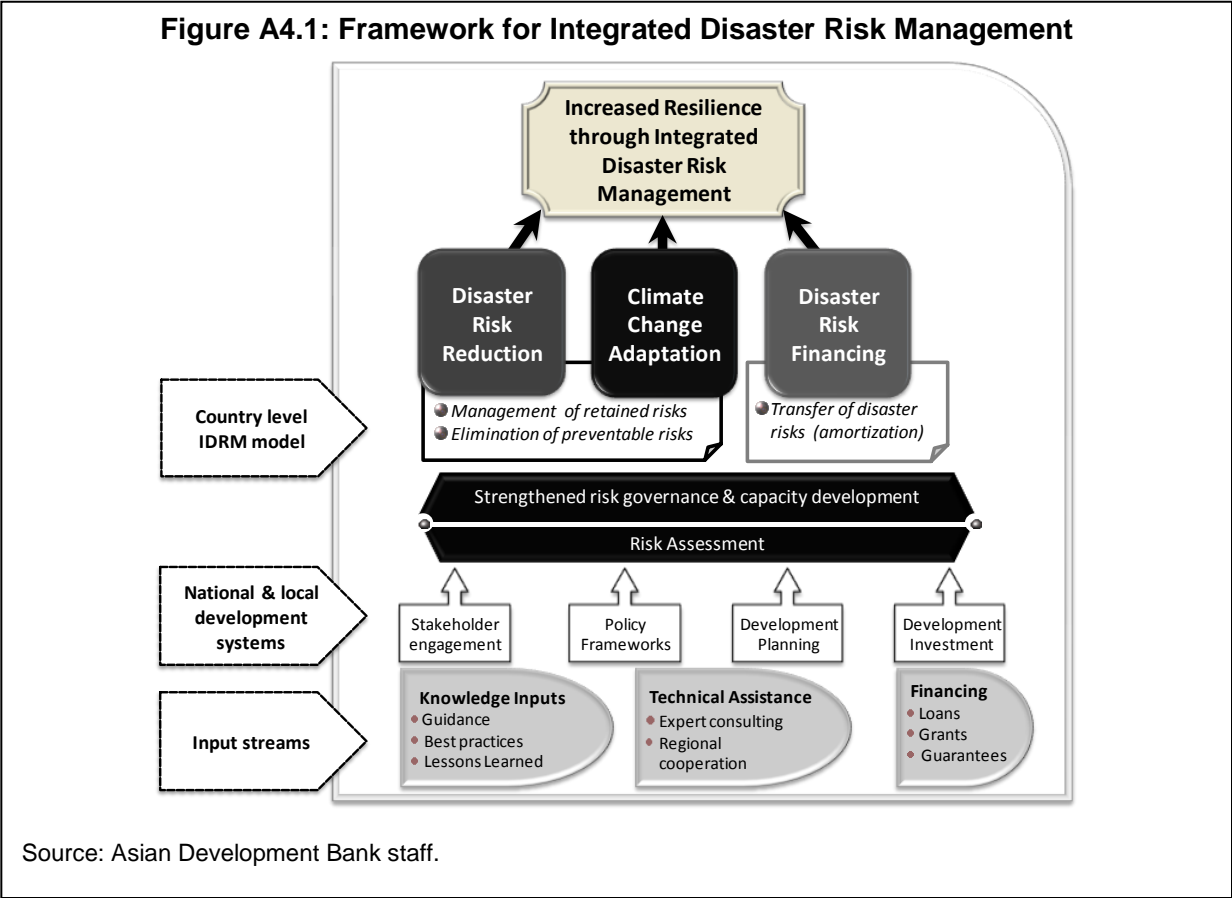 Figure A4.1: Framework for Integrated Disaster Risk Management
Increased Resilience
through Integrated
Disaster Risk
Management
Disaster
Risk
Reduction
Climate
Change
Adaptation
Disaster
Risk
Financing
Country level
IDRM model
Management of retained risks
Elimination of preventable risks
Transfer of disaster
risks (amortization)
Strengthened risk governance & capacity development
Risk Assessment
National & local
development
systems
Stakeholder
engagement
Policy
Frameworks
Development
Planning
Development
Investment
Input streams
Knowledge Inputs
Guidance
Best practices
Lessons Learned
Technical Assistance
Expert consulting
Regional
cooperation
Financing
Loans
Grants
Guarantees
Source: Asian Development Bank staff.